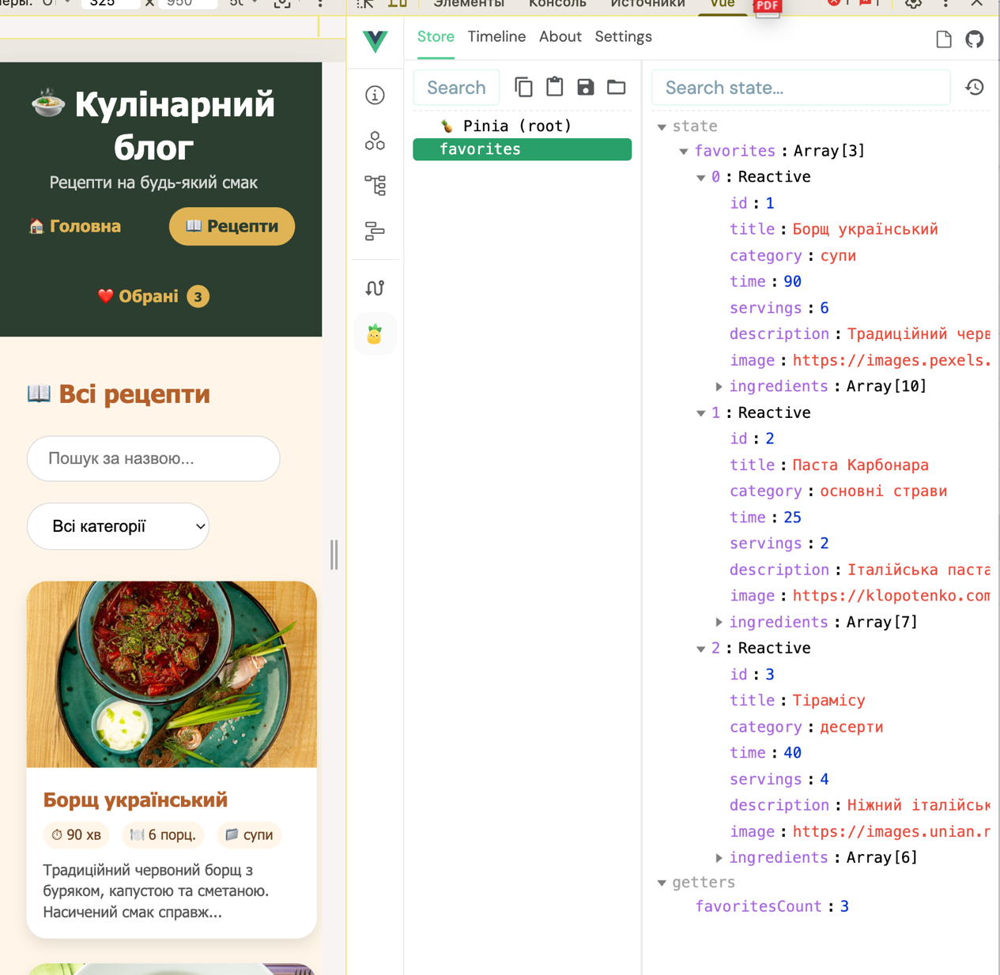 325 × 950
Элементы Консоль Источники Vue
PDF
Store Timeline About Settings
🍲 Кулінарний
блог
Рецепти на будь-який смак
🏠 Головна
📖 Рецепти
❤️ Обрані 3
📖 Всі рецепти
Пошук за назвою...
Всі категорії
Борщ український
⏱ 90 хв
🍽 6 порц.
📁 супи
Традиційний червоний борщ з
буряком, капустою та сметаною.
Насичений смак справж...
Search
🍍 Pinia (root)
favorites
Search state...
state
favorites : Array[3]
0 : Reactive
id : 1
title : Борщ український
category : супи
time : 90
servings : 6
description : Традиційний черв
image : https://images.pexels.
ingredients : Array[10]
1 : Reactive
id : 2
title : Паста Карбонара
category : основні страви
time : 25
servings : 2
description : Італійська паста
image : https://klopotenko.com
ingredients : Array[7]
2 : Reactive
id : 3
title : Тірамісу
category : десерти
time : 40
servings : 4
description : Ніжний італійськ
image : https://images.unian.n
ingredients : Array[6]
getters
favoritesCount : 3